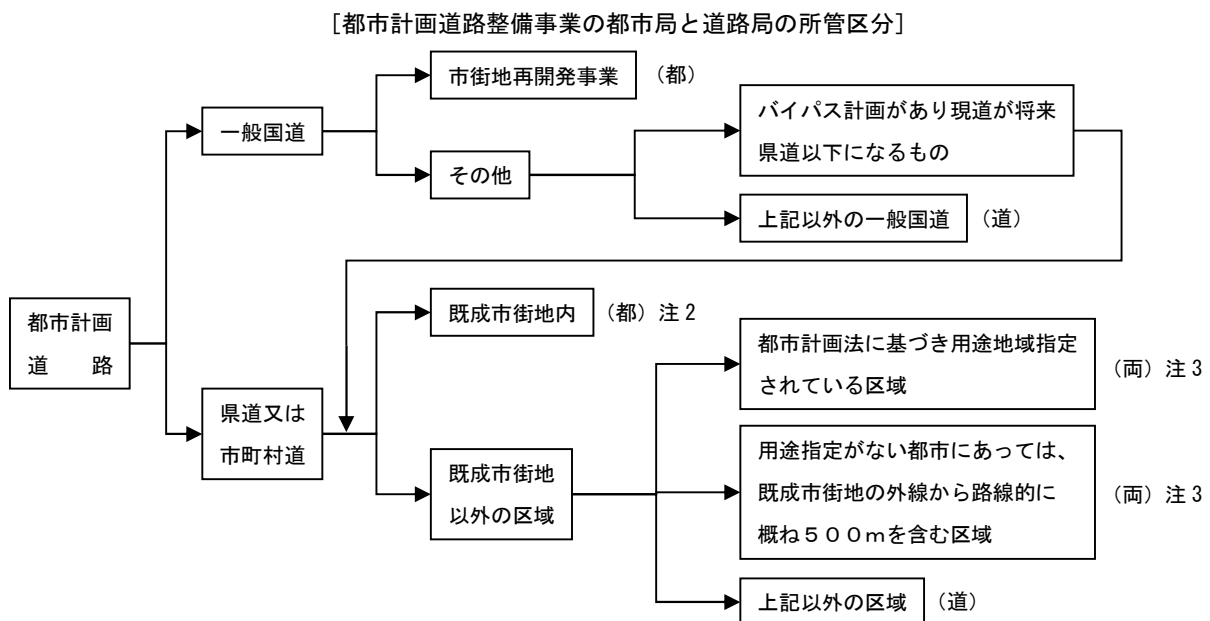 [都市計画道路整備事業の都市局と道路局の所管区分]
市街地再開発事業 (都)
バイパス計画があり現道が将来
県道以下になるもの
一般国道
その他
上記以外の一般国道 (道)
都市計画
道 路
既成市街地内 (都)注2
都市計画法に基づき用途地域指定
されている区域
(両)注3
県道又は
市町村道
用途指定がない都市にあっては、
既成市街地の外線から路線的に
概ね500mを含む区域
(両)注3
既成市街地
以外の区域
上記以外の区域 (道)